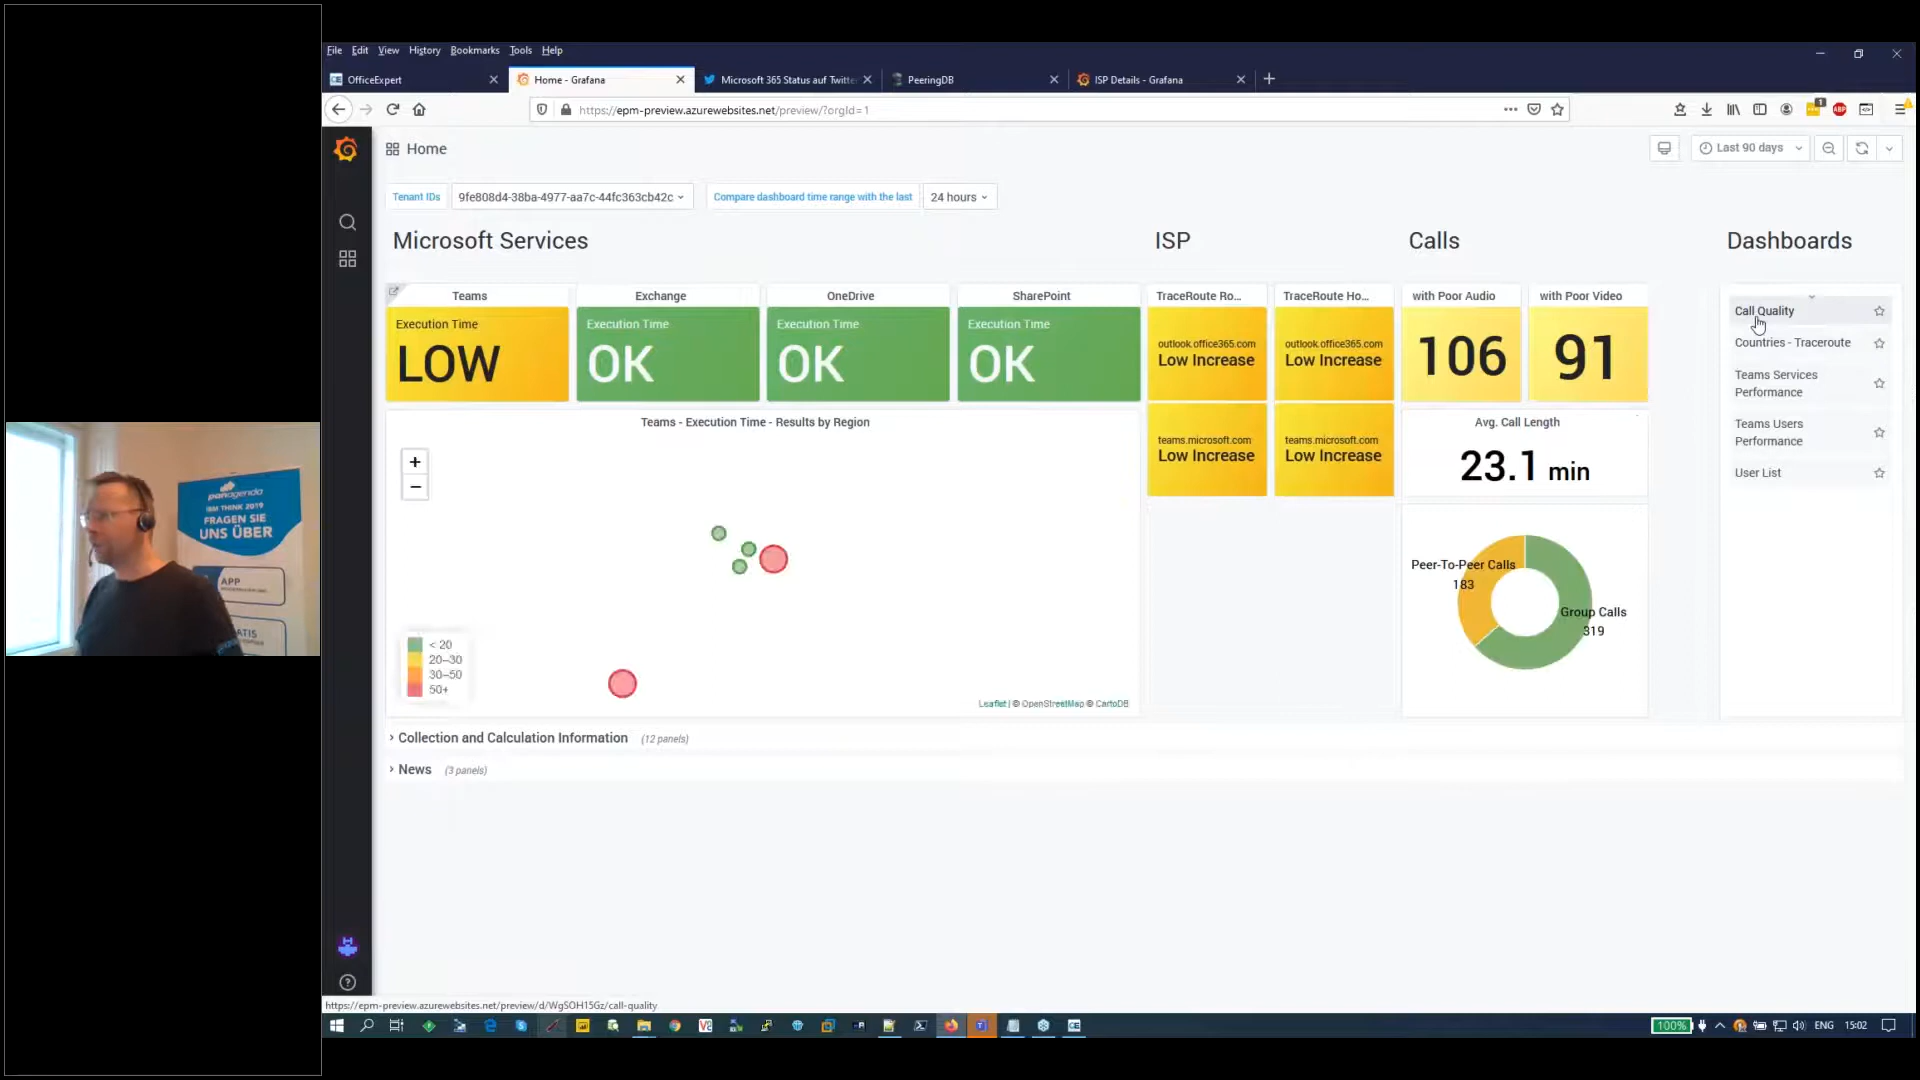 File Edit View History Bookmarks Tools Help
OfficeExpert
Home - Grafana
Microsoft 365 Status auf Twitte
PeeringDB
ISP Details - Grafana
https://epm-preview.azurewebsites.net/preview/?orgId=1
1
ABP
Home
Last 90 days
Tenant IDs
9fe808d4-38ba-4977-aa7c-44fc363cb42c
Compare dashboard time range with the last
24 hours
Microsoft Services
ISP
Calls
Dashboards
Teams
Exchange
OneDrive
SharePoint
TraceRoute Ro...
TraceRoute Ho...
with Poor Audio
with Poor Video
Execution Time
LOW
Execution Time
OK
Execution Time
OK
Execution Time
OK
outlook.office365.com
Low Increase
outlook.office365.com
Low Increase
106
91
Call Quality
Countries - Traceroute
Teams Services
Performance
Teams Users
Performance
User List
teams.microsoft.com
Low Increase
teams.microsoft.com
Low Increase
Avg. Call Length
23.1 min
Teams - Execution Time - Results by Region
+
−
< 20
20–30
30–50
50+
Leaflet | © OpenStreetMap © CartoDB
Peer-To-Peer Calls
183
Group Calls
319
Collection and Calculation Information (12 panels)
News (3 panels)
panagenda
IBM THINK 2019
FRAGEN SIE
UNS ÜBER
APP
https://epm-preview.azurewebsites.net/preview/d/WgSOH15Gz/call-quality
100%
ENG
15:02